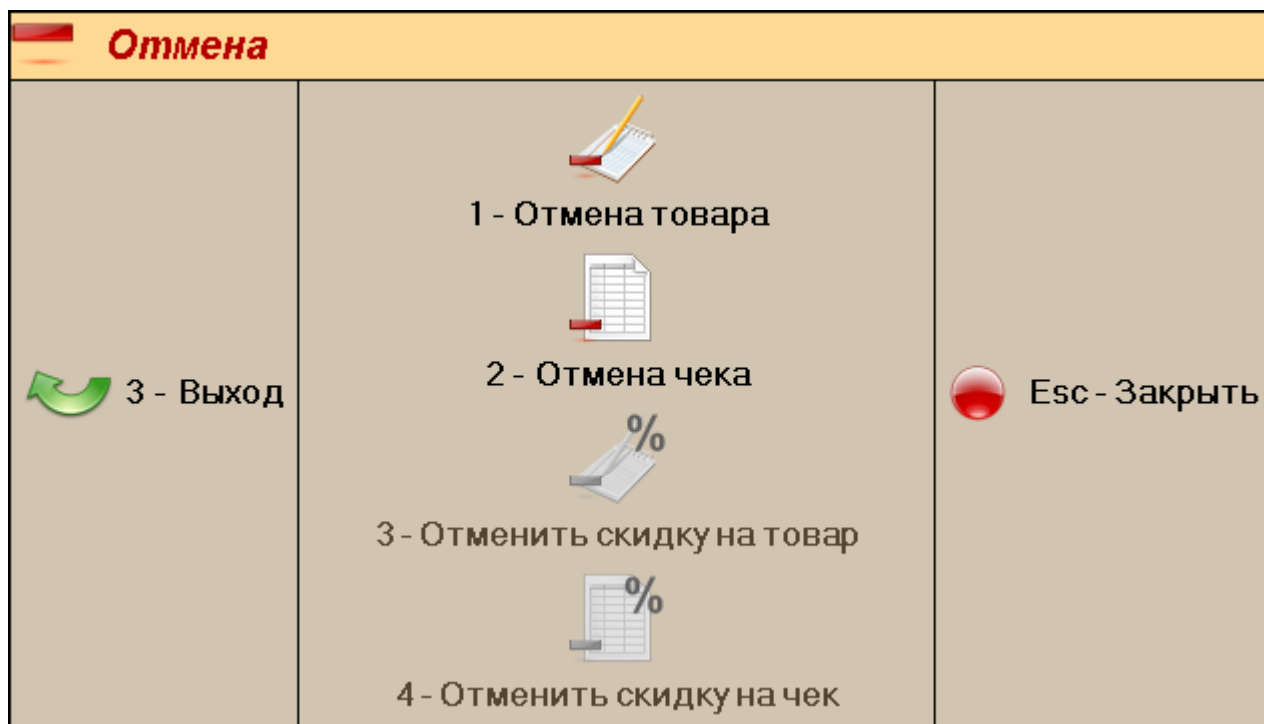 Отмена
1 - Отмена товара
2 - Отмена чека
3 - Выход
Esc - Закрыть
%
3 - Отменить скидку на товар
%
4 - Отменить скидку на чек